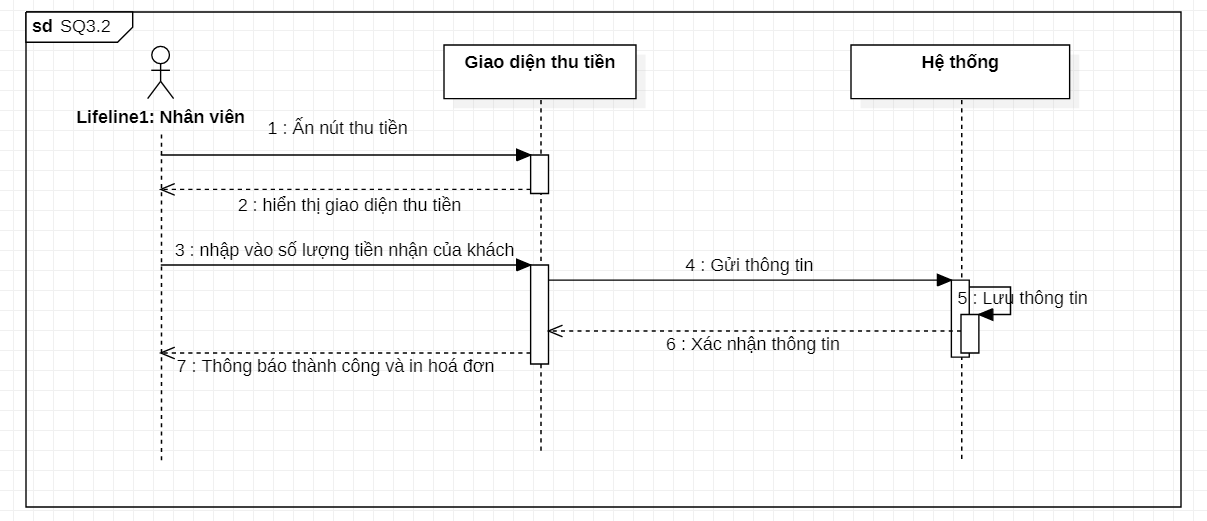 sd SQ3.2
Giao diện thu tiền
Hệ thống
Lifeline1: Nhân viên
1 : Ấn nút thu tiền
2 : hiển thị giao diện thu tiền
3 : nhập vào số lượng tiền nhận của khách
4 : Gửi thông tin
5 : Lưu thông tin
6 : Xác nhận thông tin
7 : Thông báo thành công và in hoá đơn